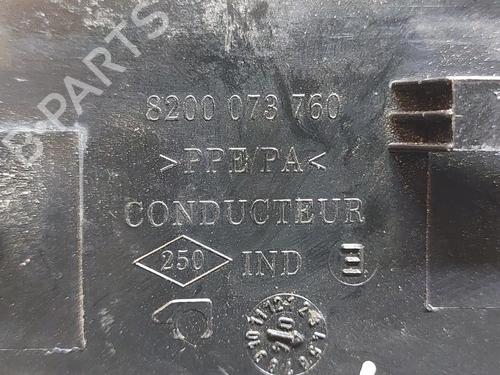 B-PARTS
8200 073 760
>PPE/PA<
CONDUCTEUR
250 IND E